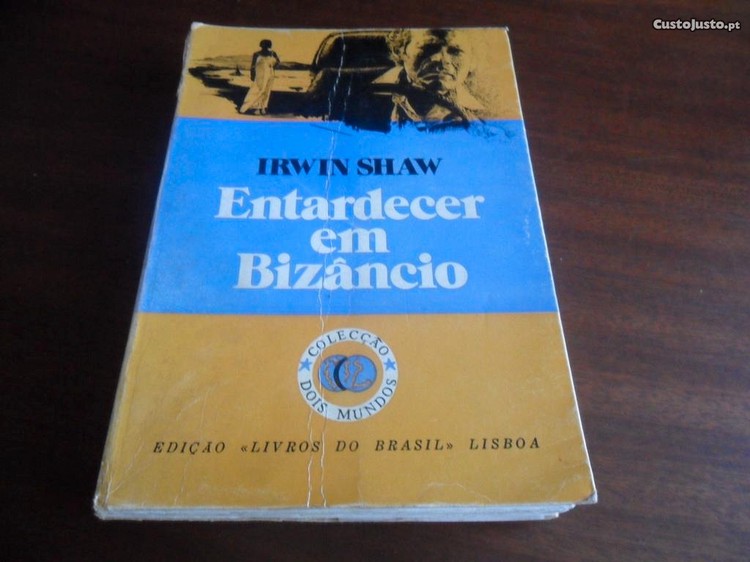 CustoJusto.pt
IRWIN SHAW
Entardecer
em
Bizâncio
COLECÇÃO
DOIS MUNDOS
EDIÇÃO «LIVROS DO BRASIL» LISBOA